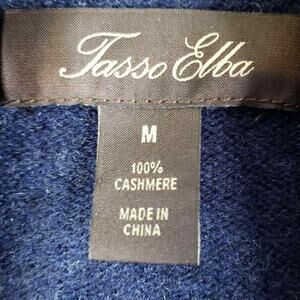 Tasso Elba
M
100%
CASHMERE
MADE IN
CHINA